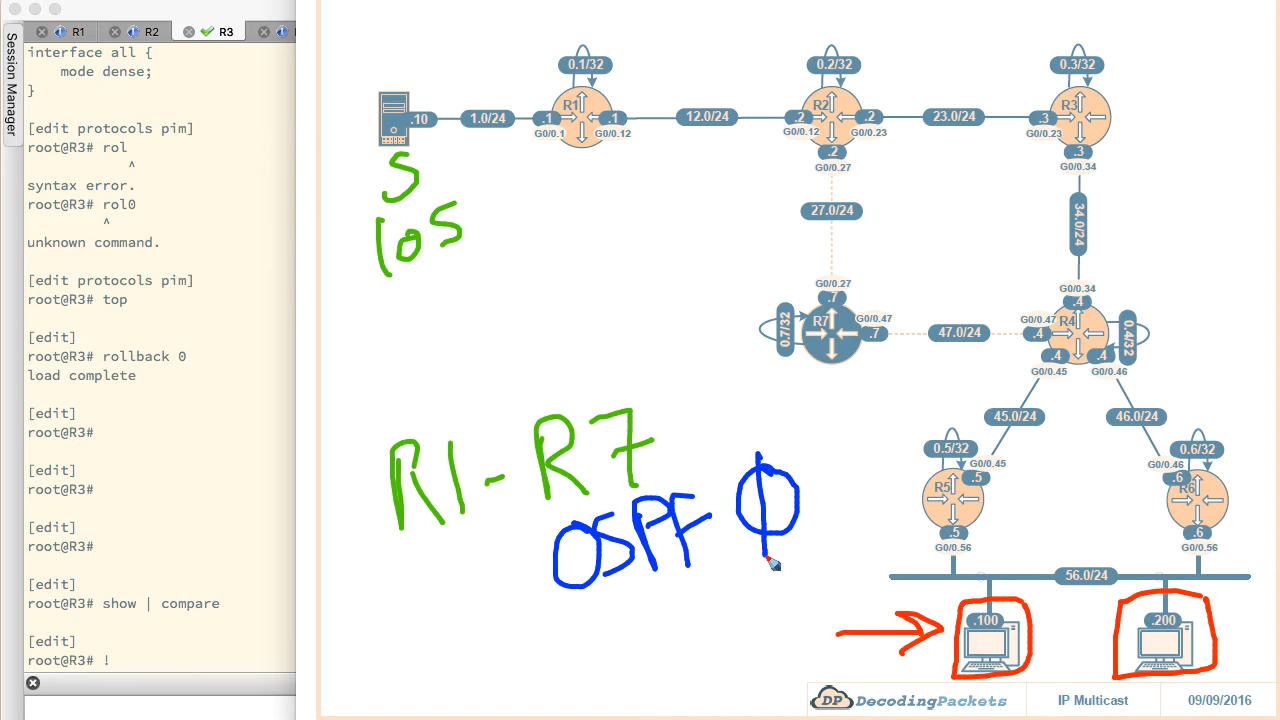 Session Manager
R1
R2
R3
interface all {
mode dense;
}
[edit protocols pim]
root@R3# rol
^
syntax error.
root@R3# rol0
^
unknown command.
[edit protocols pim]
root@R3# top
[edit]
root@R3# rollback 0
load complete
[edit]
root@R3#
[edit]
root@R3#
[edit]
root@R3#
[edit]
root@R3# show | compare
[edit]
root@R3# !
0.1/32
0.2/32
0.3/32
.10
1.0/24
.1
R1
.1
12.0/24
.2
R2
.2
23.0/24
.3
R3
G0/0.1
G0/0.12
G0/0.12
G0/0.23
G0/0.23
.2
.3
G0/0.27
G0/0.34
S
27.0/24
34.0/24
G0/0.27
G0/0.34
.7
.4
0.7/32
R7
G0/0.47
.7
47.0/24
G0/0.47
.4
R4
0.4/32
.4
.4
G0/0.45
G0/0.46
45.0/24
46.0/24
R1-R7
OSPF
0.5/32
0.6/32
G0/0.45
G0/0.46
R5
.5
.6
R6
.5
.6
G0/0.56
G0/0.56
56.0/24
.100
.200
DP DecodingPackets
IP Multicast
09/09/2016